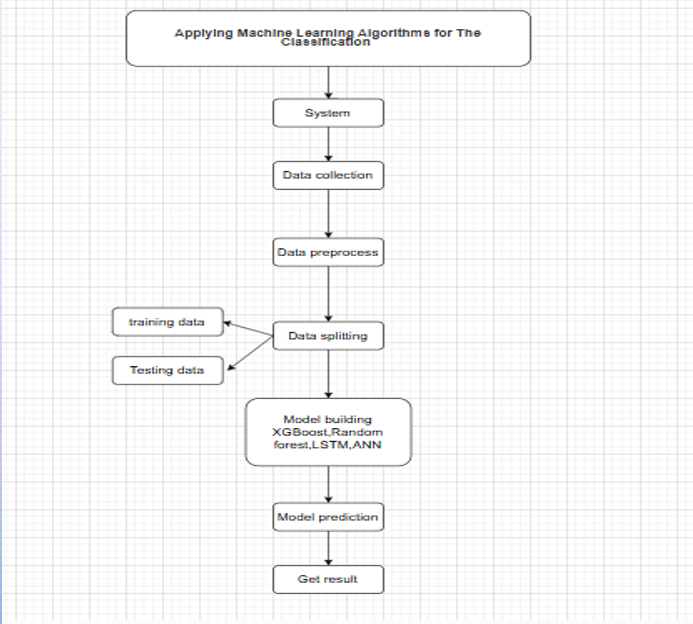 Applying Machine Learning Algorithms for The
Classification
System
Data collection
Data preprocess
training data
Data splitting
Testing data
Model building
XGBoost,Random
forest,LSTM,ANN
Model prediction
Get result